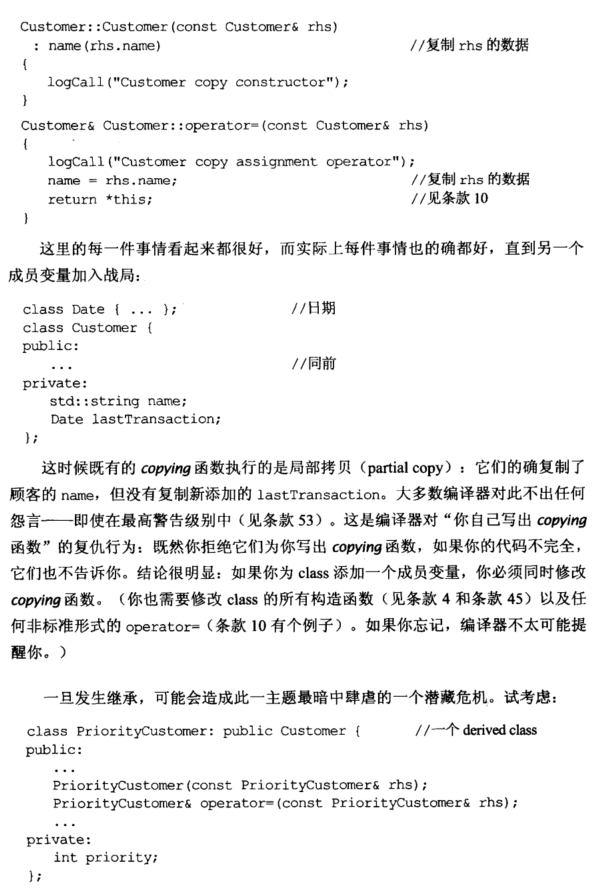 Customer::Customer(const Customer& rhs)
: name(rhs.name) //复制 rhs 的数据
{
logCall("Customer copy constructor");
}
Customer& Customer::operator=(const Customer& rhs)
{
logCall("Customer copy assignment operator");
name = rhs.name; //复制 rhs 的数据
return *this; //见条款 10
}
这里的每一件事情看起来都很好，而实际上每件事情也的确都好，直到另一个
成员变量加入战局：
class Date { ... }; //日期
class Customer {
public:
... //同前
private:
std::string name;
Date lastTransaction;
};
这时候既有的 copying 函数执行的是局部拷贝（partial copy）：它们的确复制了
顾客的 name，但没有复制新添加的 lastTransaction。大多数编译器对此不出任何
怨言——即使在最高警告级别中（见条款 53）。这是编译器对“你自己写出 copying
函数”的复仇行为：既然你拒绝它们为你写出 copying 函数，如果你的代码不完全，
它们也不告诉你。结论很明显：如果你为 class 添加一个成员变量，你必须同时修改
copying 函数。（你也需要修改 class 的所有构造函数（见条款 4 和条款 45）以及任
何非标准形式的 operator=（条款 10 有个例子）。如果你忘记，编译器不太可能提
醒你。）
一旦发生继承，可能会造成此一主题最暗中肆虐的一个潜藏危机。试考虑：
class PriorityCustomer: public Customer { //一个 derived class
public:
...
PriorityCustomer(const PriorityCustomer& rhs);
PriorityCustomer& operator=(const PriorityCustomer& rhs);
...
private:
int priority;
};